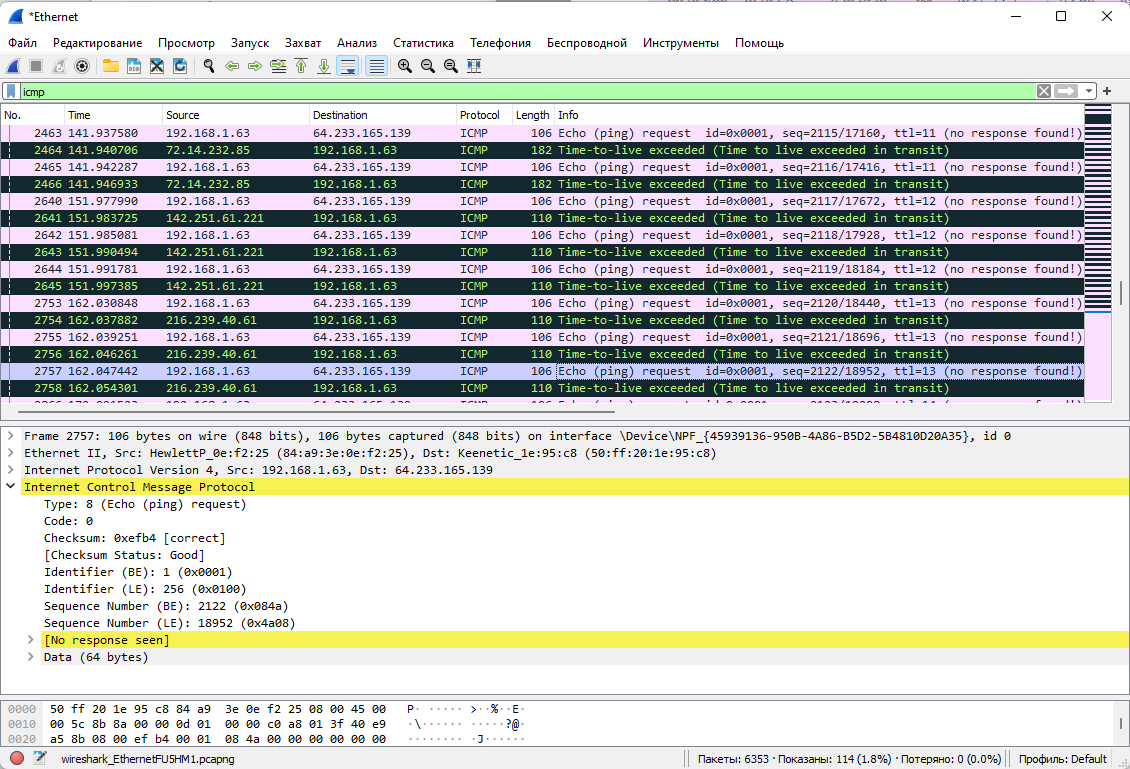 *Ethernet
Файл Редактирование Просмотр Запуск Захват Анализ Статистика Телефония Беспроводной Инструменты Помощь
icmp
No. Time Source Destination Protocol Length Info
2463 141.937580 192.168.1.63 64.233.165.139 ICMP 106 Echo (ping) request id=0x0001, seq=2115/17160, ttl=11 (no response found!)
2464 141.940706 72.14.232.85 192.168.1.63 ICMP 182 Time-to-live exceeded (Time to live exceeded in transit)
2465 141.942287 192.168.1.63 64.233.165.139 ICMP 106 Echo (ping) request id=0x0001, seq=2116/17416, ttl=11 (no response found!)
2466 141.946933 72.14.232.85 192.168.1.63 ICMP 182 Time-to-live exceeded (Time to live exceeded in transit)
2640 151.977990 192.168.1.63 64.233.165.139 ICMP 106 Echo (ping) request id=0x0001, seq=2117/17672, ttl=12 (no response found!)
2641 151.983725 142.251.61.221 192.168.1.63 ICMP 110 Time-to-live exceeded (Time to live exceeded in transit)
2642 151.985081 192.168.1.63 64.233.165.139 ICMP 106 Echo (ping) request id=0x0001, seq=2118/17928, ttl=12 (no response found!)
2643 151.990494 142.251.61.221 192.168.1.63 ICMP 110 Time-to-live exceeded (Time to live exceeded in transit)
2644 151.991781 192.168.1.63 64.233.165.139 ICMP 106 Echo (ping) request id=0x0001, seq=2119/18184, ttl=12 (no response found!)
2645 151.997385 142.251.61.221 192.168.1.63 ICMP 110 Time-to-live exceeded (Time to live exceeded in transit)
2753 162.030848 192.168.1.63 64.233.165.139 ICMP 106 Echo (ping) request id=0x0001, seq=2120/18440, ttl=13 (no response found!)
2754 162.037882 216.239.40.61 192.168.1.63 ICMP 110 Time-to-live exceeded (Time to live exceeded in transit)
2755 162.039251 192.168.1.63 64.233.165.139 ICMP 106 Echo (ping) request id=0x0001, seq=2121/18696, ttl=13 (no response found!)
2756 162.046261 216.239.40.61 192.168.1.63 ICMP 110 Time-to-live exceeded (Time to live exceeded in transit)
2757 162.047442 192.168.1.63 64.233.165.139 ICMP 106 Echo (ping) request id=0x0001, seq=2122/18952, ttl=13 (no response found!)
2758 162.054301 216.239.40.61 192.168.1.63 ICMP 110 Time-to-live exceeded (Time to live exceeded in transit)
Frame 2757: 106 bytes on wire (848 bits), 106 bytes captured (848 bits) on interface \Device\NPF_{45939136-950B-4A86-B5D2-5B4810D20A35}, id 0
Ethernet II, Src: HewlettP_0e:f2:25 (84:a9:3e:0e:f2:25), Dst: Keenetic_1e:95:c8 (50:ff:20:1e:95:c8)
Internet Protocol Version 4, Src: 192.168.1.63, Dst: 64.233.165.139
Internet Control Message Protocol
Type: 8 (Echo (ping) request)
Code: 0
Checksum: 0xefb4 [correct]
[Checksum Status: Good]
Identifier (BE): 1 (0x0001)
Identifier (LE): 256 (0x0100)
Sequence Number (BE): 2122 (0x084a)
Sequence Number (LE): 18952 (0x4a08)
[No response seen]
Data (64 bytes)
0000 50 ff 20 1e 95 c8 84 a9 3e 0e f2 25 08 00 45 00 P· ····· >··%··E·
0010 00 5c 8b 8a 00 00 0d 01 00 00 c0 a8 01 3f 40 e9 ·\······ ·····?@·
0020 a5 8b 08 00 ef b4 00 01 08 4a 00 00 00 00 00 00 ········ ·J······
wireshark_EthernetFU5HM1.pcapng Пакеты: 6353 · Показаны: 114 (1.8%) · Потеряно: 0 (0.0%) Профиль: Default